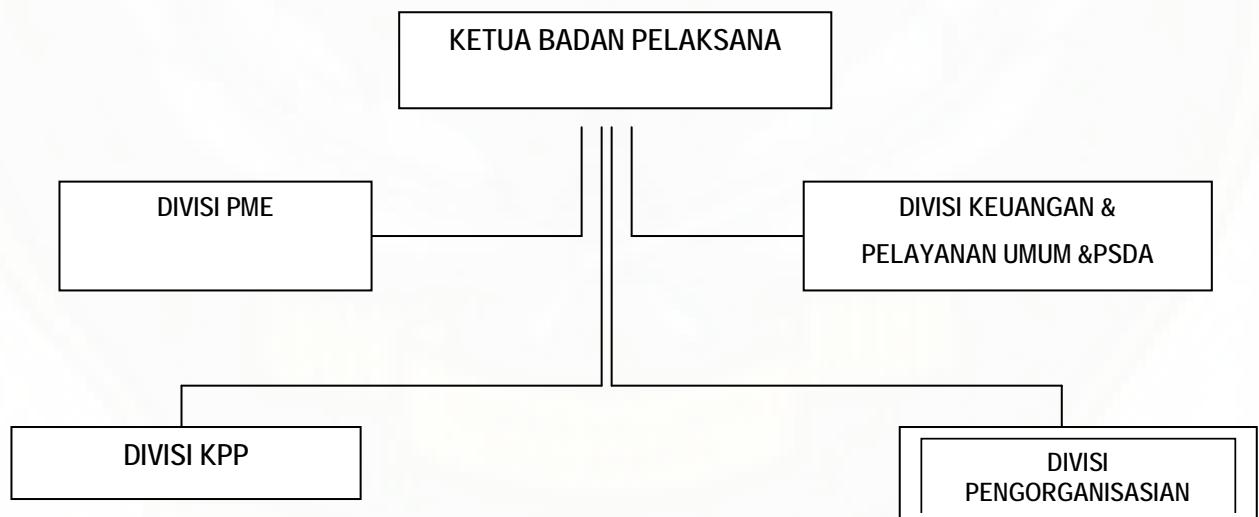 KETUA BADAN PELAKSANA
DIVISI PME
DIVISI KEUANGAN &
PELAYANAN UMUM &PSDA
DIVISI KPP
DIVISI
PENGORGANISASIAN